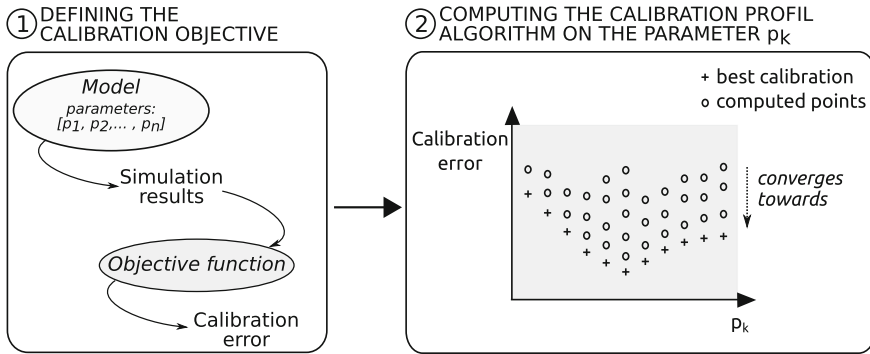 1 DEFINING THE
CALIBRATION OBJECTIVE
Model
parameters:
[p1, p2,... , pn]
Simulation
results
Objective function
Calibration
error
2 COMPUTING THE CALIBRATION PROFIL
ALGORITHM ON THE PARAMETER pk
+ best calibration
o computed points
Calibration
error
converges
towards
pk